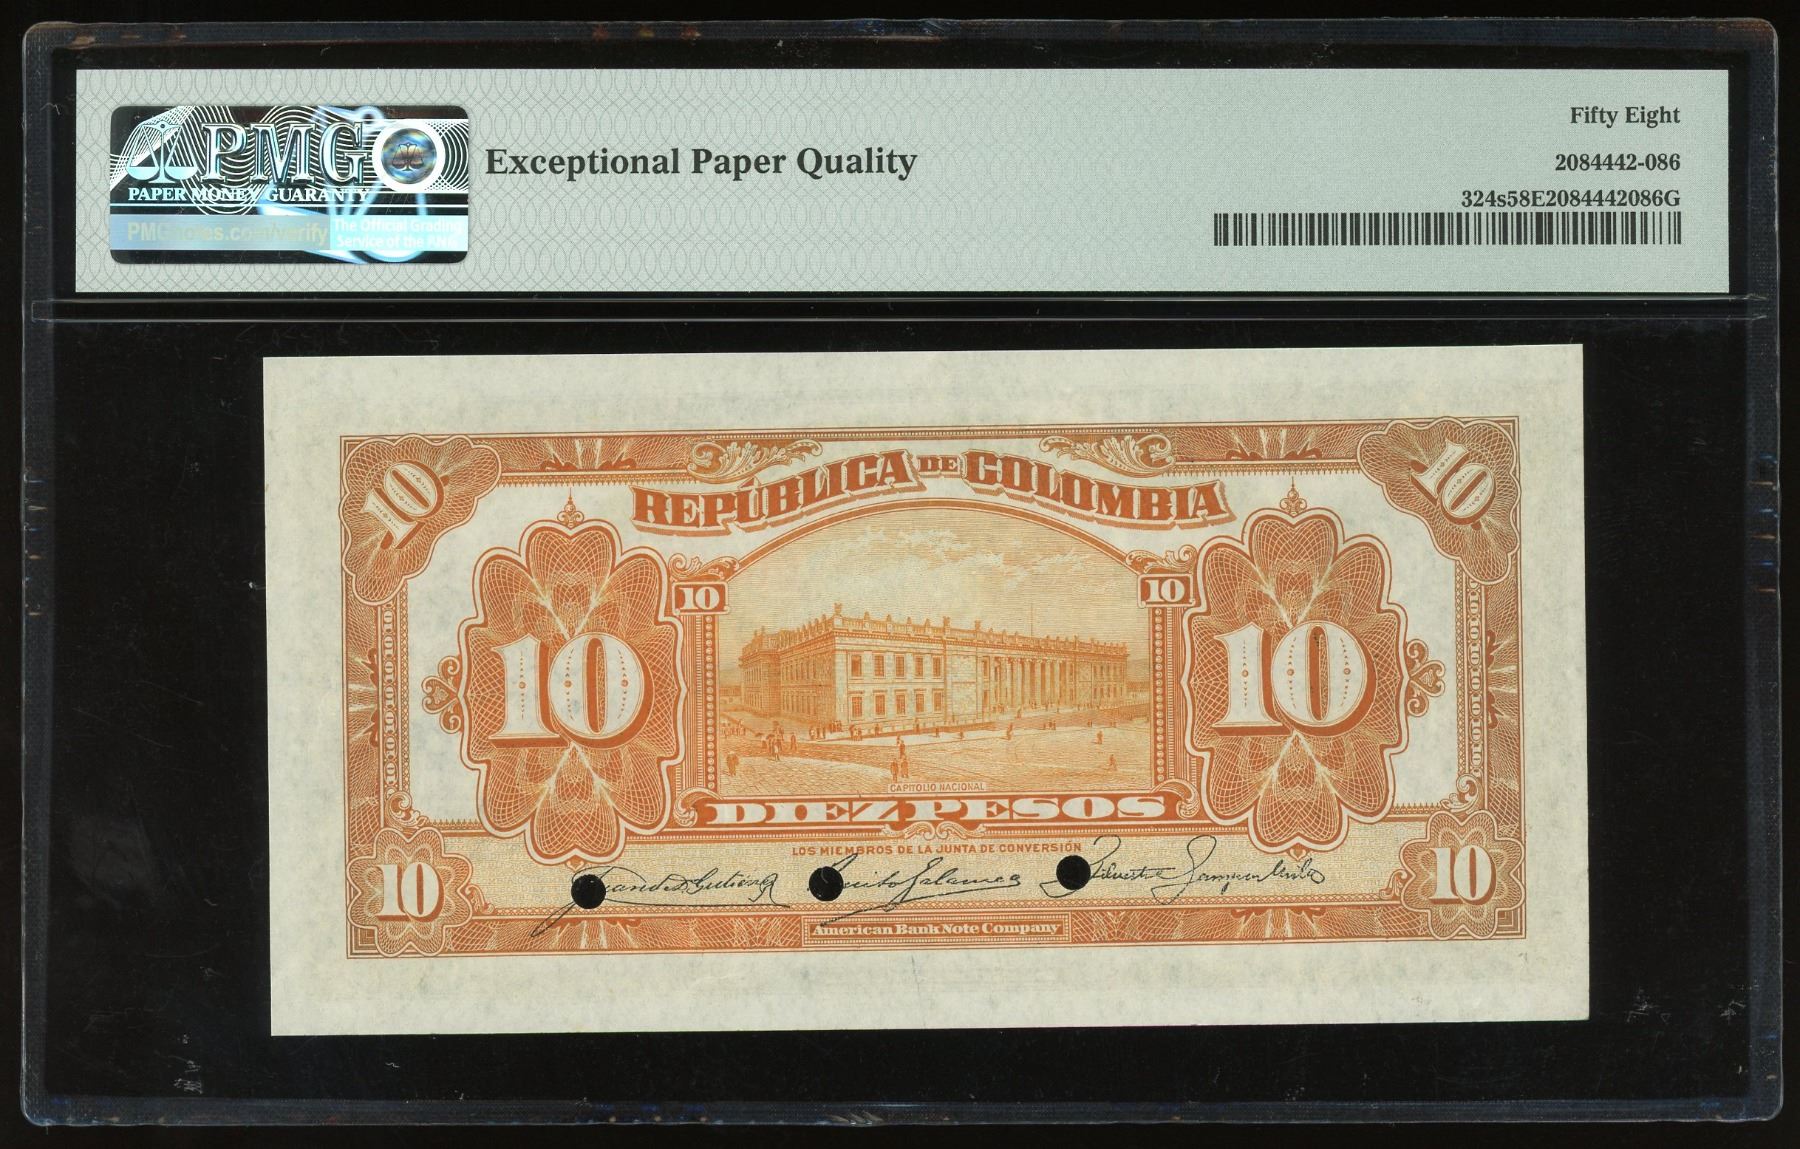 PMG
PAPER MONEY GUARANTY
PMGnotes.com/verify
The Official Grading
Service of the ANA
Exceptional Paper Quality
Fifty Eight
2084442-086
324s58E2084442086G
10
10
REPÚBLICA DE COLOMBIA
10
10
10
10
CAPITOLIO NACIONAL
DIEZ PESOS
LOS MIEMBROS DE LA JUNTA DE CONVERSIÓN
10
10
American Bank Note Company